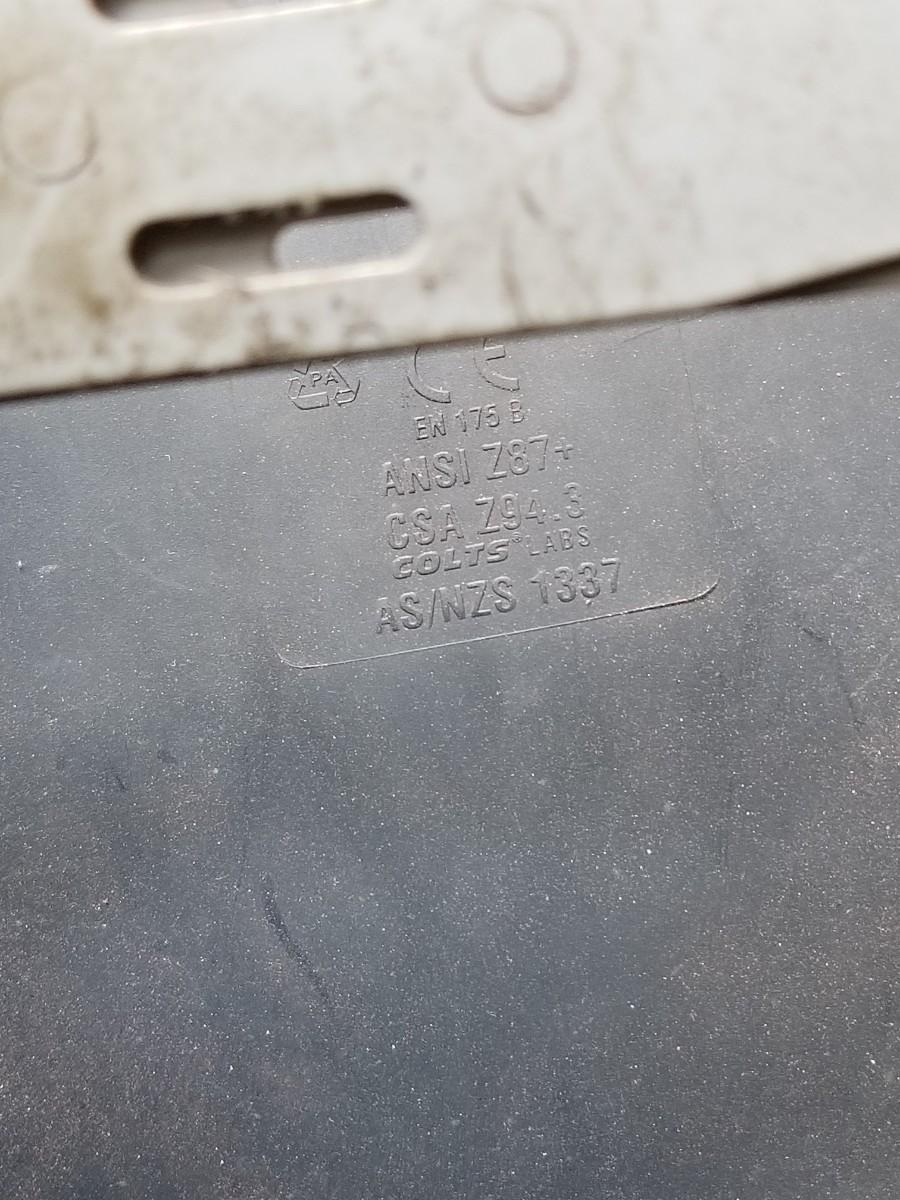 PA CE
EN 175 B
ANSI Z87+
CSA Z94.3
COLTS® LABS
AS/NZS 1337